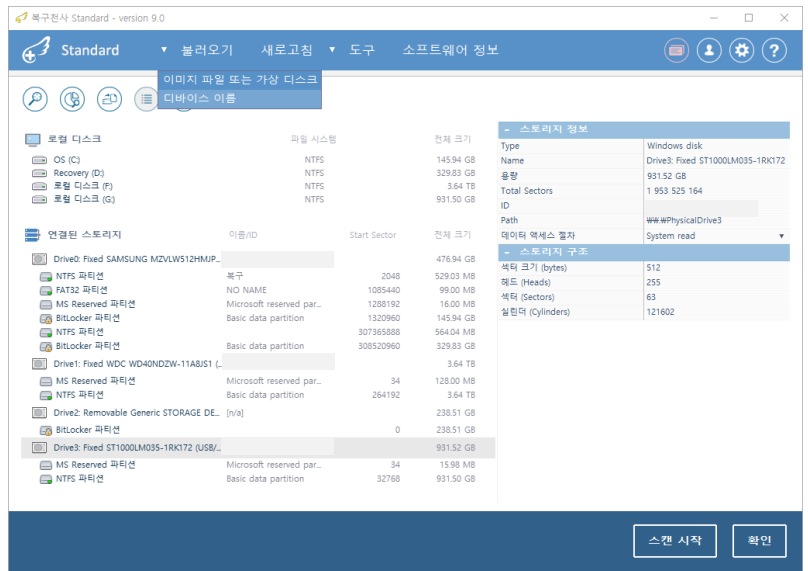 복구전사 Standard - version 9.0
Standard ▼ 불러오기 새로고침 ▼ 도구 소프트웨어 정보
이미지 파일 또는 가상 디스크
디바이스 이름
로컬 디스크 파일 시스템 전체 크기
OS (C:) NTFS 145.94 GB
Recovery (D:) NTFS 329.83 GB
로컬 디스크 (F:) NTFS 3.64 TB
로컬 디스크 (G:) NTFS 931.50 GB
연결된 스토리지 이름/ID Start Sector 전체 크기
Drive0: Fixed SAMSUNG MZVLW512HMJP... 476.94 GB
NTFS 파티션 복구 2048 529.03 MB
FAT32 파티션 NO NAME 1085440 99.00 MB
MS Reserved 파티션 Microsoft reserved par... 1288192 16.00 MB
BitLocker 파티션 Basic data partition 1320960 145.94 GB
NTFS 파티션 307365888 564.04 MB
BitLocker 파티션 Basic data partition 308520960 329.83 GB
Drive1: Fixed WDC WD40NDZW-11A8JS1 (... 3.64 TB
MS Reserved 파티션 Microsoft reserved par... 34 128.00 MB
NTFS 파티션 Basic data partition 264192 3.64 TB
Drive2: Removable Generic STORAGE DE... [n/a] 238.51 GB
BitLocker 파티션 0 238.51 GB
Drive3: Fixed ST1000LM035-1RK172 (USB/... 931.52 GB
MS Reserved 파티션 Microsoft reserved par... 34 15.98 MB
NTFS 파티션 Basic data partition 32768 931.50 GB
- 스토리지 정보
Type Windows disk
Name Drive3: Fixed ST1000LM035-1RK172
용량 931.52 GB
Total Sectors 1 953 525 164
ID
Path ₩₩.₩PhysicalDrive3
데이터 액세스 절차 System read ▼
- 스토리지 구조
섹터 크기 (bytes) 512
헤드 (Heads) 255
섹터 (Sectors) 63
실린더 (Cylinders) 121602
스캔 시작 확인